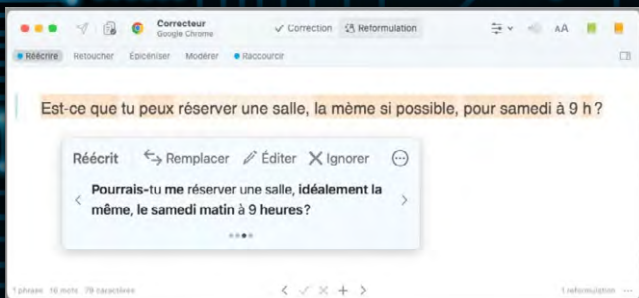 Correcteur
Google Chrome
Correction Reformulation
AA
Réécrire Retoucher Épiceniser Modérer Raccourcir
Est-ce que tu peux réserver une salle, la mème si possible, pour samedi à 9 h ?
Réécrit Remplacer Éditer Ignorer
Pourrais-tu me réserver une salle, idéalement la
même, le samedi matin à 9 heures ?
1 phrase 16 mots 79 caractères
1 reformulation